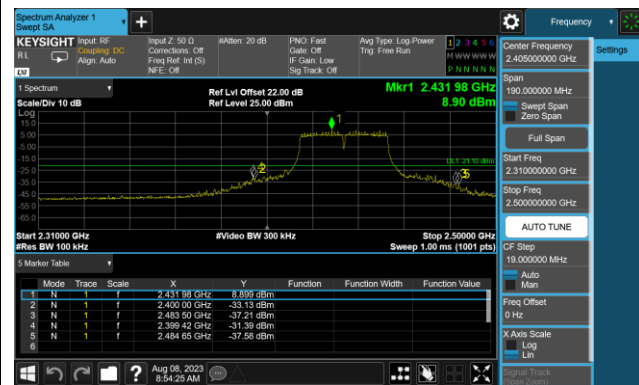 Spectrum Analyzer 1
Swept SA
Frequency
KEYSIGHT
RL
Input: RF
Coupling: DC
Align: Auto
Input Z: 50 Ω
Corrections: Off
Freq Ref: Int (S)
NFE: Off
#Atten: 20 dB
PNO: Fast
Gate: Off
IF Gain: Low
Sig Track: Off
Avg Type: Log-Power
Trig: Free Run
1 2 3 4 5 6
M W W W W W
P N N N N N
Center Frequency
2.405000000 GHz
Settings
1 Spectrum
Scale/Div 10 dB
Ref Lvl Offset 22.00 dB
Ref Level 25.00 dBm
Mkr1 2.431 98 GHz
8.90 dBm
Span
190.000000 MHz
Swept Span
Zero Span
Full Span
Start Freq
2.310000000 GHz
Stop Freq
2.500000000 GHz
AUTO TUNE
CF Step
19.000000 MHz
Auto
Man
Freq Offset
0 Hz
X Axis Scale
Log
Lin
Signal Track
(Span Zoom)
Log
15.0
5.00
-5.00
-15.0
-25.0
-35.0
-45.0
-55.0
-65.0
1
2
DL1 -21.10 dBm
Start 2.31000 GHz
#Res BW 100 kHz
#Video BW 300 kHz
Stop 2.50000 GHz
Sweep 1.00 ms (1001 pts)
5 Marker Table
Mode Trace Scale X Y Function Function Width Function Value
1 N 1 f 2.431 98 GHz 8.899 dBm
2 N 1 f 2.400 00 GHz -33.13 dBm
3 N 1 f 2.483 50 GHz -37.21 dBm
4 N 1 f 2.399 42 GHz -31.39 dBm
5 N 1 f 2.484 65 GHz -37.58 dBm
6
Aug 08, 2023
8:54:25 AM